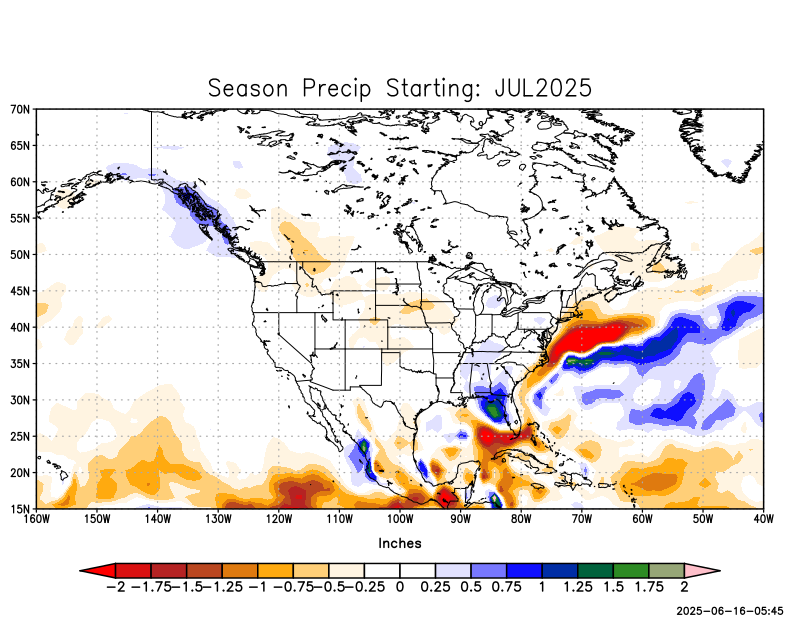 Season Precip Starting: JUL2025
70N
65N
60N
55N
50N
45N
40N
35N
30N
25N
20N
15N
160W 150W 140W 130W 120W 110W 100W 90W 80W 70W 60W 50W 40W
Inches
−2 −1.75 −1.5 −1.25 −1 −0.75 −0.5 −0.25 0 0.25 0.5 0.75 1 1.25 1.5 1.75 2
2025-06-16-05:45